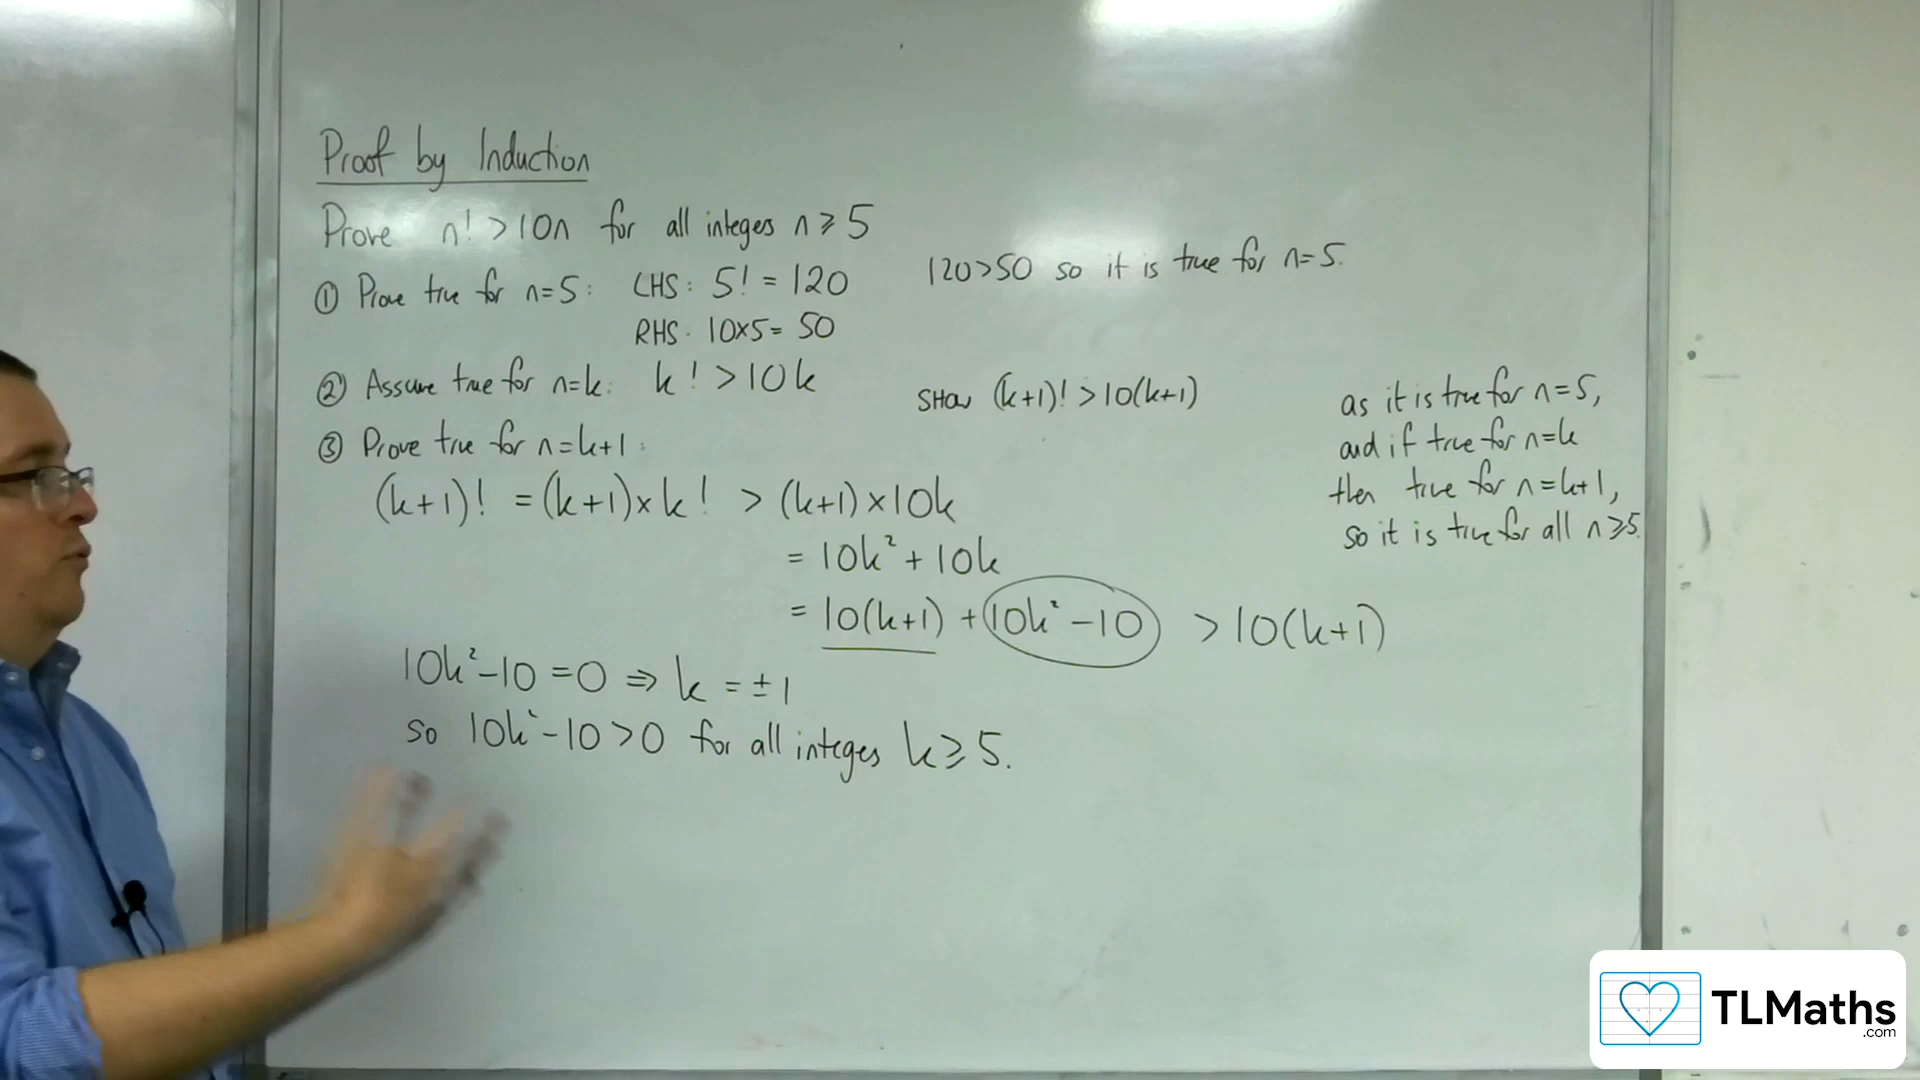 Proof by Induction
Prove n! > 10n for all integers n ⩾ 5
① Prove true for n=5: LHS: 5! = 120
RHS: 10×5 = 50
120>50 so it is true for n=5.
② Assume true for n=k: k! > 10k
SHOW (k+1)! > 10(k+1)
③ Prove true for n=k+1:
(k+1)! = (k+1)×k! > (k+1)×10k
= 10k² + 10k
= 10(k+1) + 10k² − 10 > 10(k+1)
10k² − 10 = 0 ⇒ k = ±1
so 10k² − 10 > 0 for all integers k ⩾ 5.
as it is true for n=5,
and if true for n=k
then true for n=k+1,
so it is true for all n⩾5.
TLMaths
.com